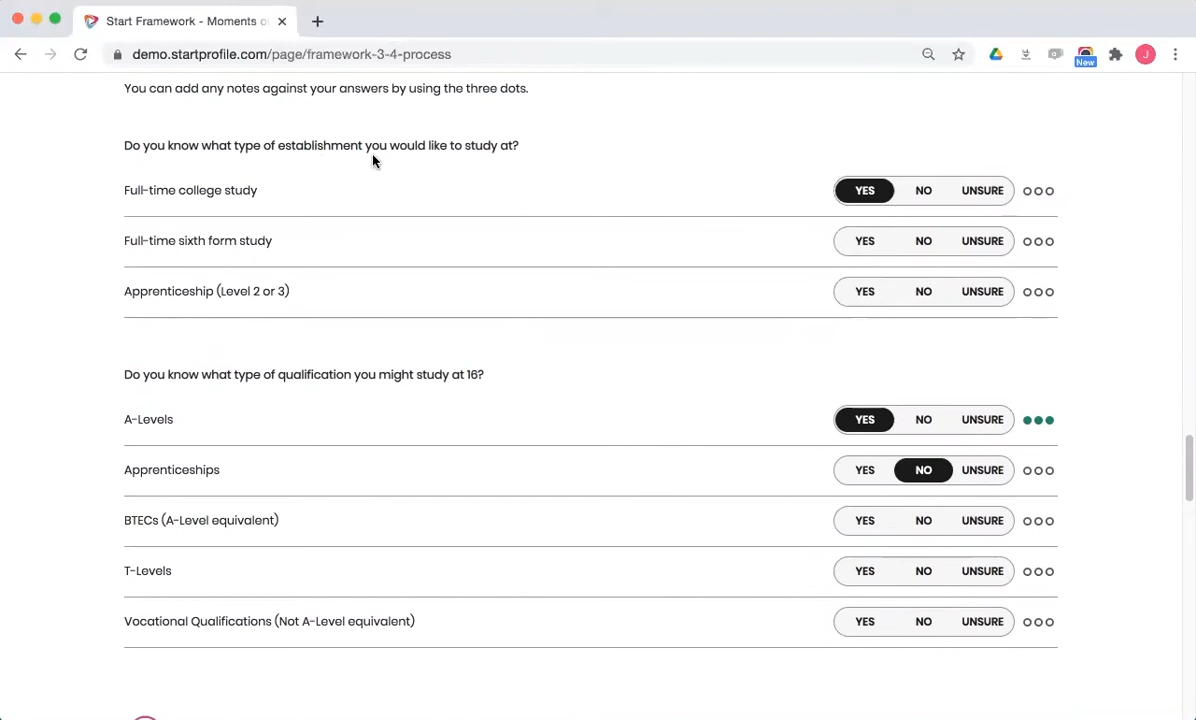 Start Framework - Moments o
demo.startprofile.com/page/framework-3-4-process
New
J
You can add any notes against your answers by using the three dots.
Do you know what type of establishment you would like to study at?
Full-time college study YES NO UNSURE
Full-time sixth form study YES NO UNSURE
Apprenticeship (Level 2 or 3) YES NO UNSURE
Do you know what type of qualification you might study at 16?
A-Levels YES NO UNSURE
Apprenticeships YES NO UNSURE
BTECs (A-Level equivalent) YES NO UNSURE
T-Levels YES NO UNSURE
Vocational Qualifications (Not A-Level equivalent) YES NO UNSURE